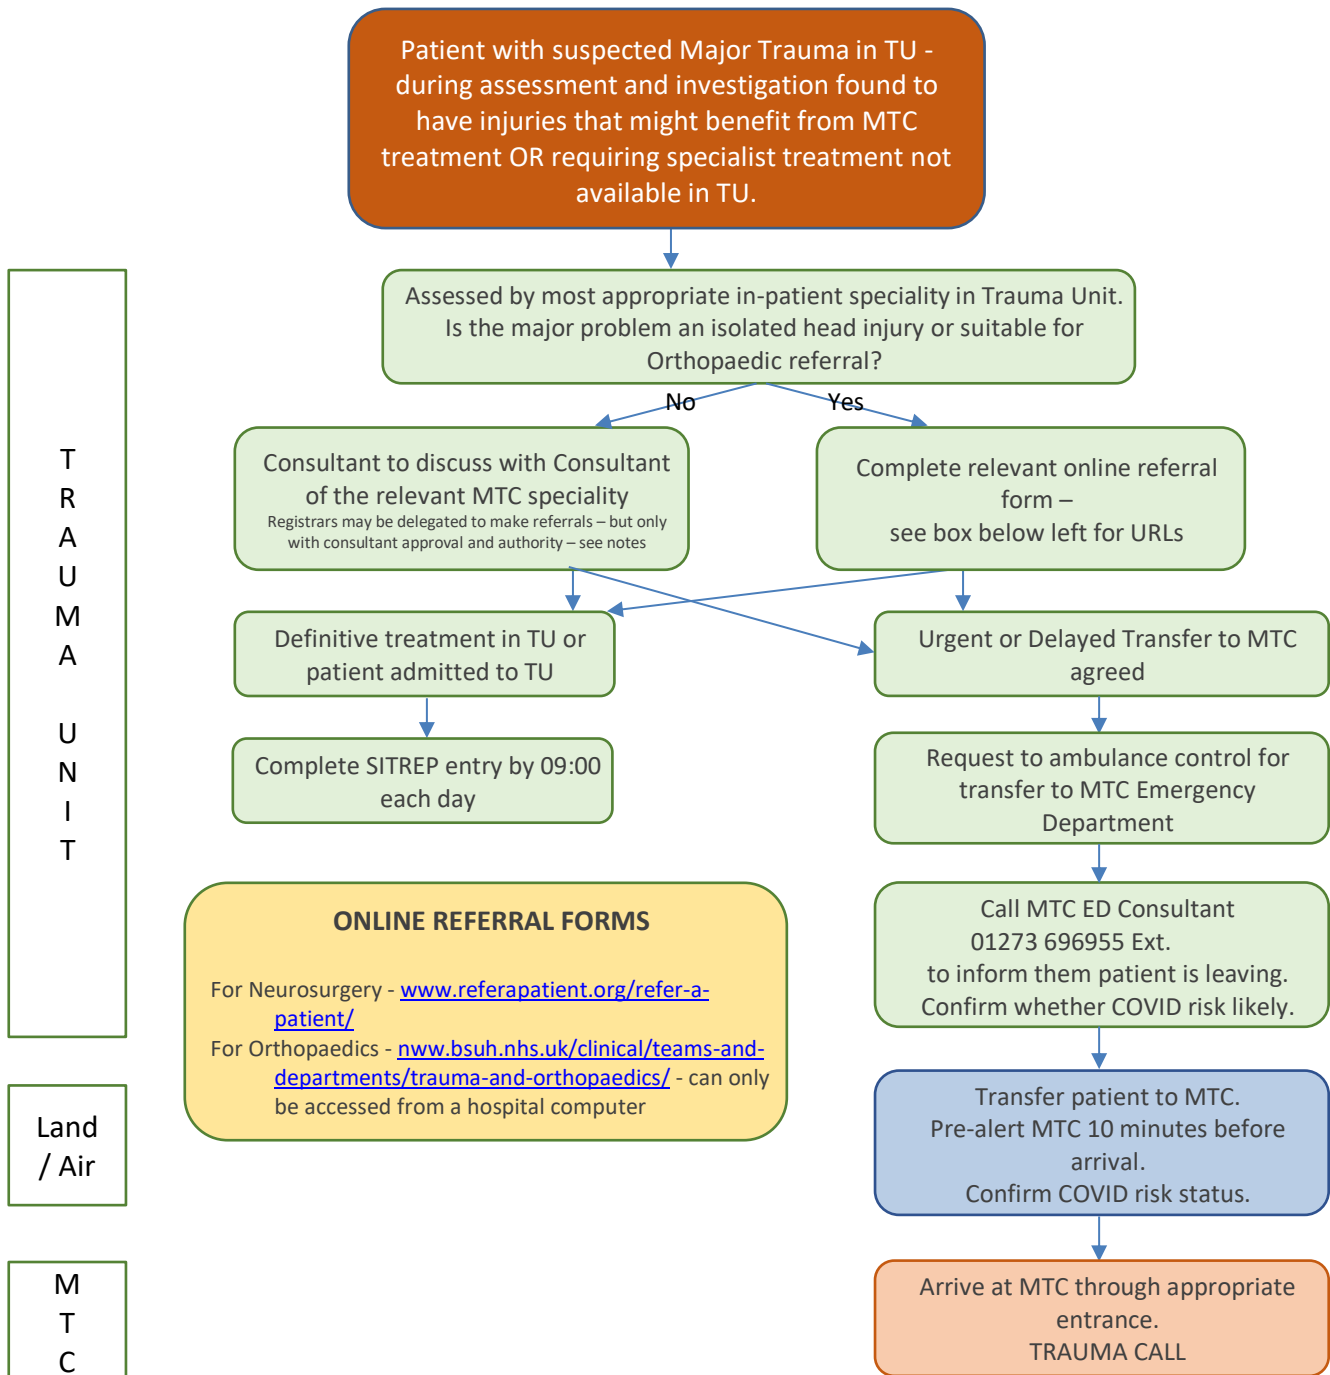 Patient with suspected Major Trauma in TU -
during assessment and investigation found to
have injuries that might benefit from MTC
treatment OR requiring specialist treatment not
available in TU.
T
R
A
U
M
A
U
N
I
T
Assessed by most appropriate in-patient speciality in Trauma Unit.
Is the major problem an isolated head injury or suitable for
Orthopaedic referral?
No
Yes
Consultant to discuss with Consultant
of the relevant MTC speciality
Registrars may be delegated to make referrals – but only
with consultant approval and authority – see notes
Complete relevant online referral
form –
see box below left for URLs
Definitive treatment in TU or
patient admitted to TU
Urgent or Delayed Transfer to MTC
agreed
Complete SITREP entry by 09:00
each day
Request to ambulance control for
transfer to MTC Emergency
Department
ONLINE REFERRAL FORMS
For Neurosurgery - www.referapatient.org/refer-a-
patient/
For Orthopaedics - nww.bsuh.nhs.uk/clinical/teams-and-
departments/trauma-and-orthopaedics/ - can only
be accessed from a hospital computer
Call MTC ED Consultant
01273 696955 Ext.
to inform them patient is leaving.
Confirm whether COVID risk likely.
Land
/ Air
Transfer patient to MTC.
Pre-alert MTC 10 minutes before
arrival.
Confirm COVID risk status.
M
T
C
Arrive at MTC through appropriate
entrance.
TRAUMA CALL